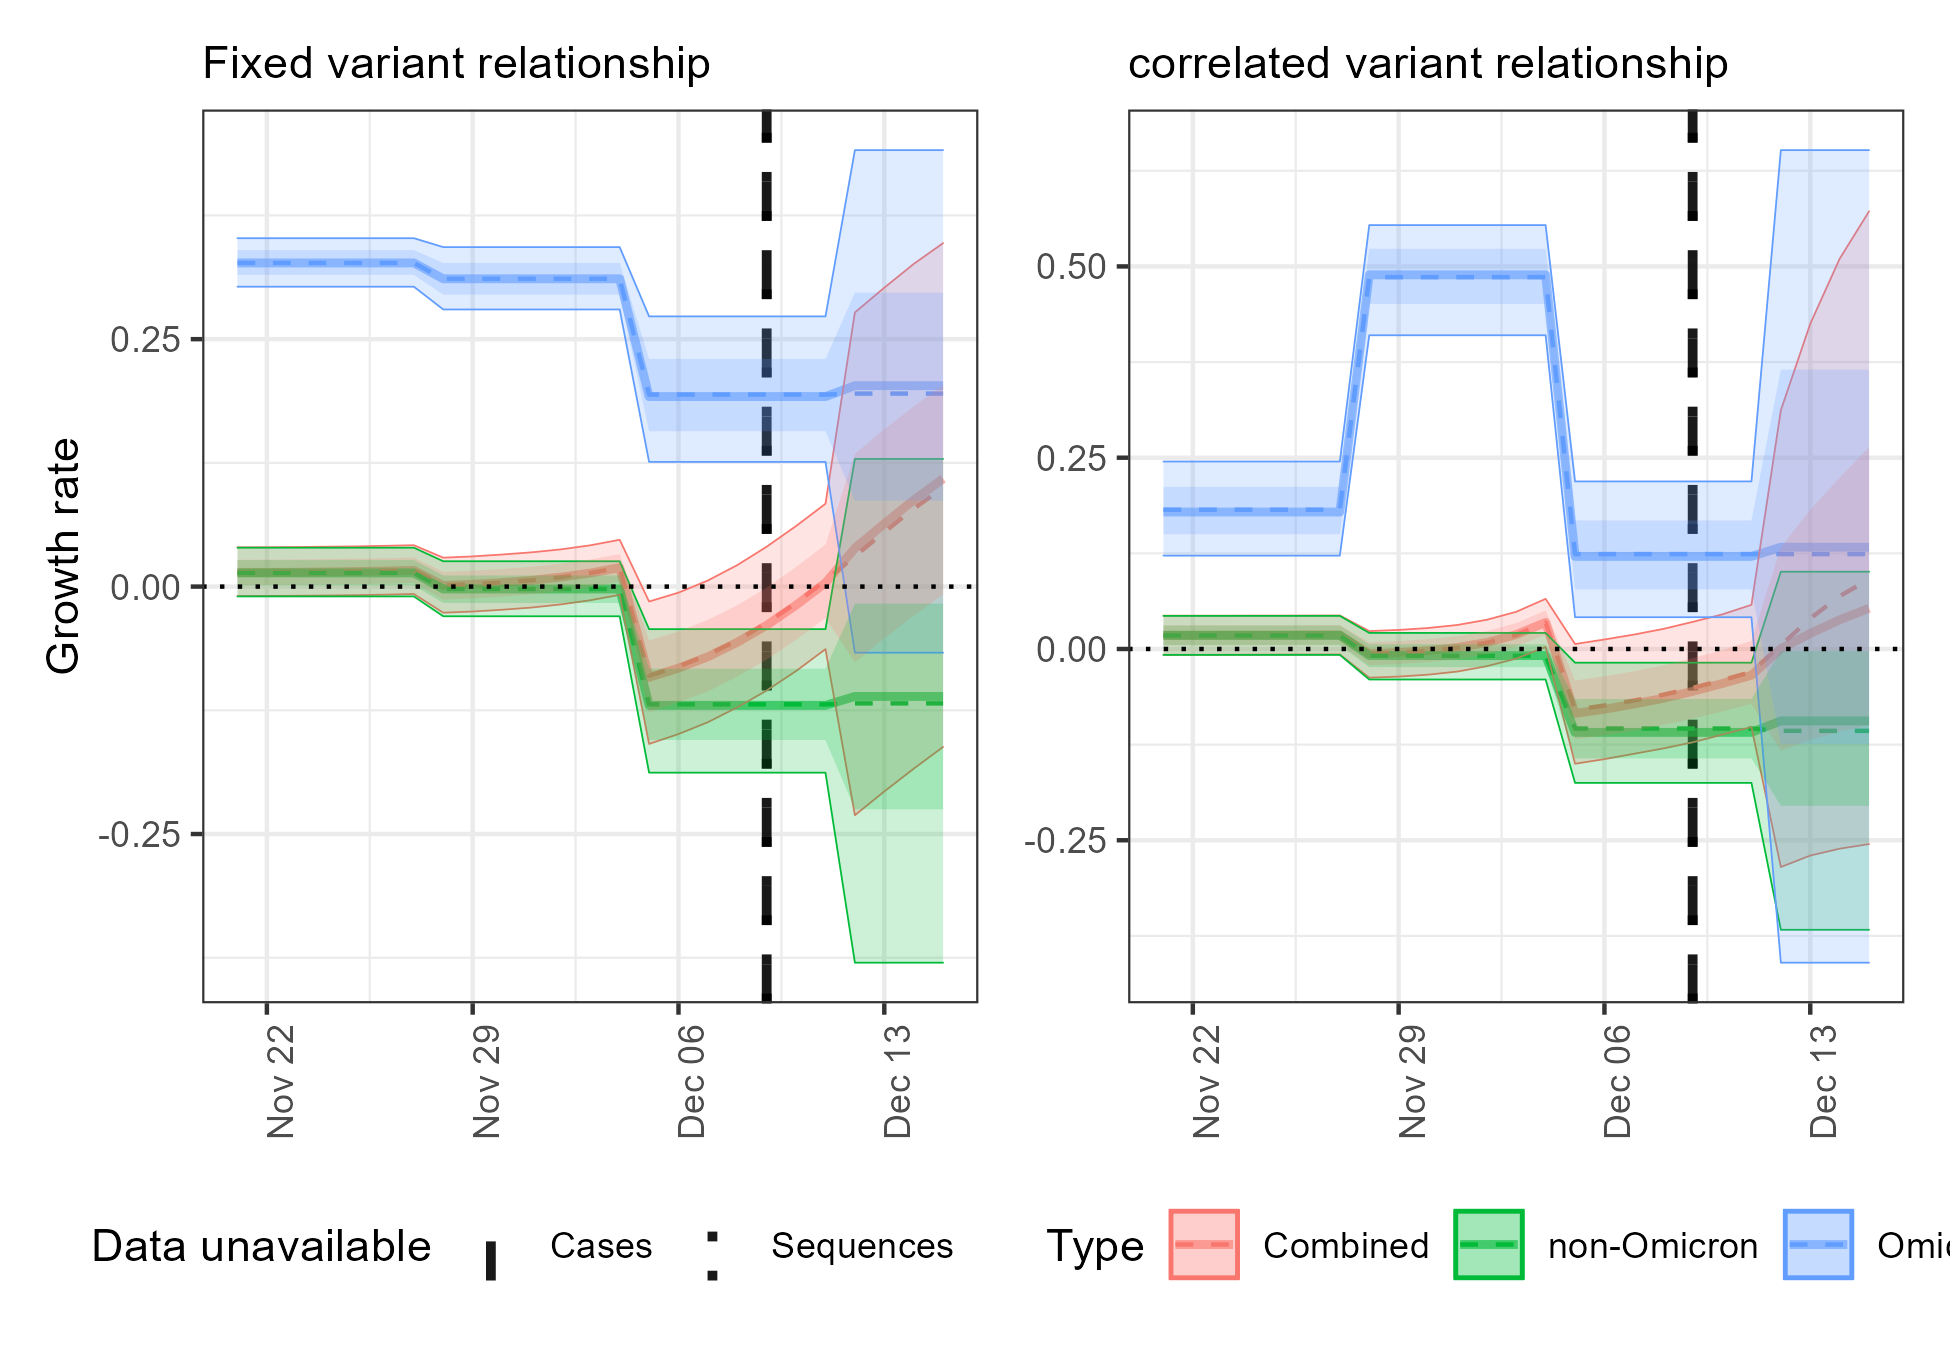 Fixed variant relationship
correlated variant relationship
Growth rate
0.25
0.00
-0.25
0.50
0.25
0.00
-0.25
Nov 22
Nov 29
Dec 06
Dec 13
Nov 22
Nov 29
Dec 06
Dec 13
Data unavailable Cases Sequences Type Combined non-Omicron